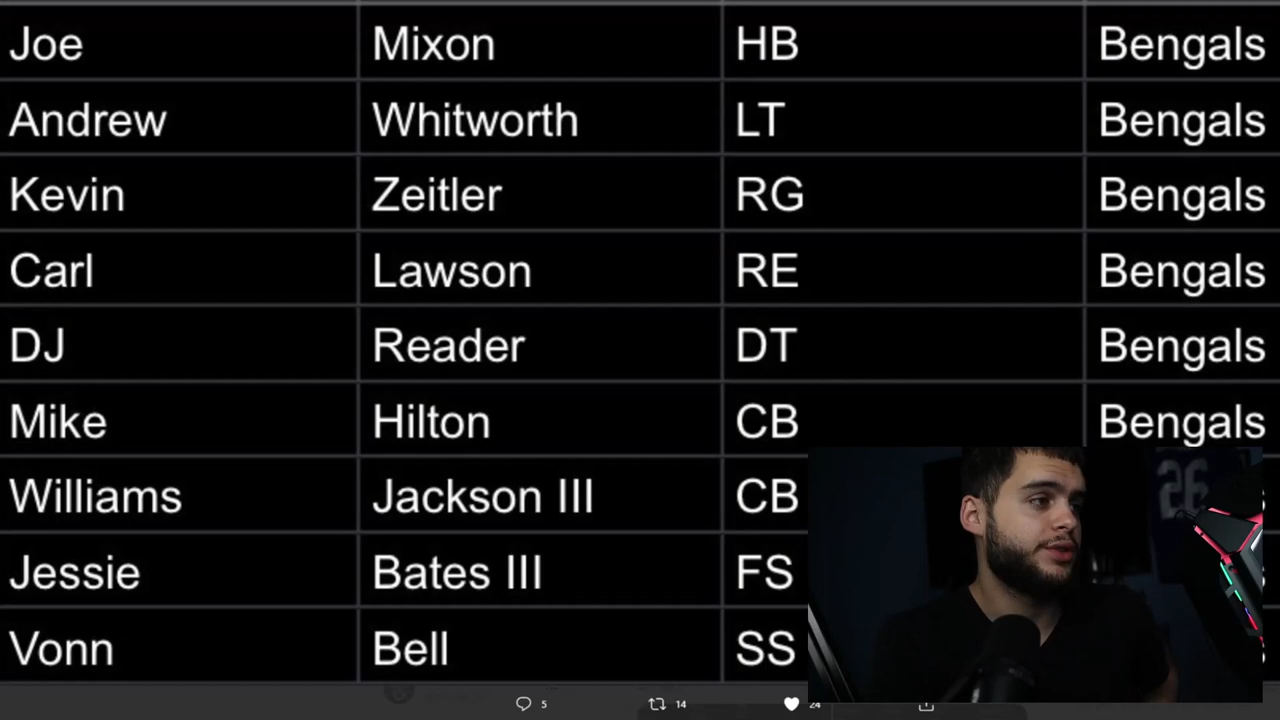 Joe Mixon HB Bengals
Andrew Whitworth LT Bengals
Kevin Zeitler RG Bengals
Carl Lawson RE Bengals
DJ Reader DT Bengals
Mike Hilton CB Bengals
Williams Jackson III CB
Jessie Bates III FS
Vonn Bell SS
26
5 14 24